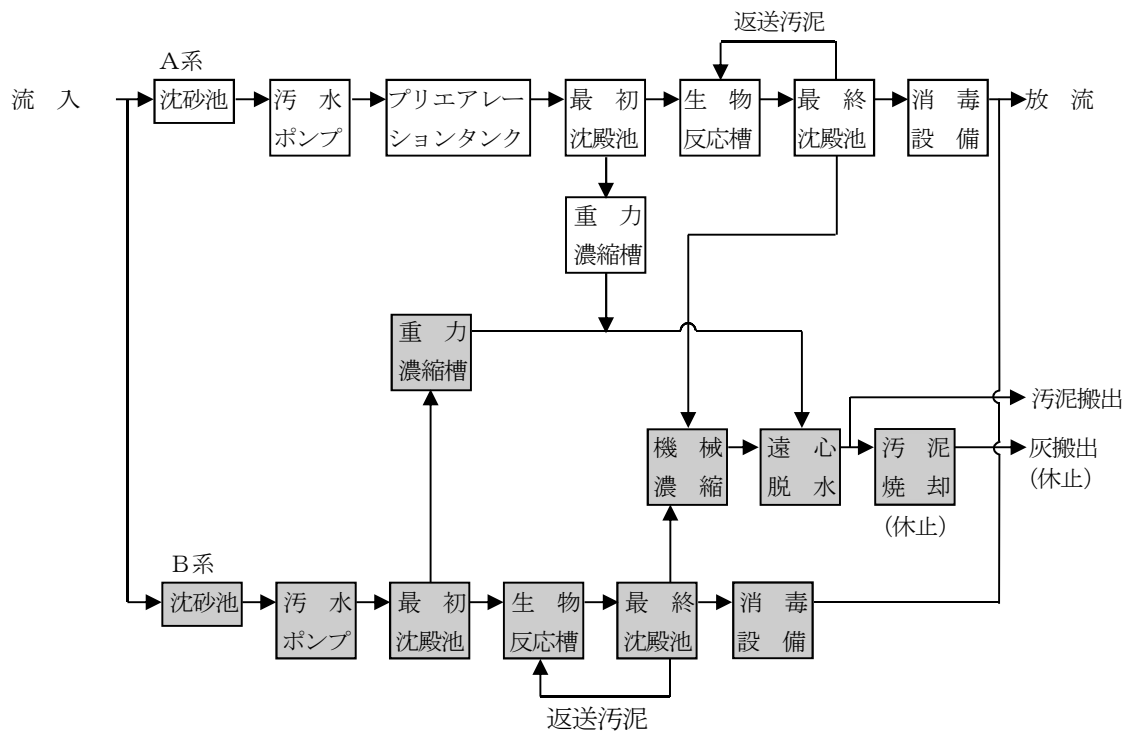 返送汚泥
A系
流 入
沈砂池
汚 水
ポンプ
プリエアレー
ションタンク
最 初
沈殿池
生 物
反応槽
最 終
沈殿池
消 毒
設 備
放 流
重 力
濃縮槽
重 力
濃縮槽
汚泥搬出
機 械
濃 縮
遠 心
脱 水
汚 泥
焼 却
(休止)
灰搬出
(休止)
B系
沈砂池
汚 水
ポンプ
最 初
沈殿池
生 物
反応槽
最 終
沈殿池
消 毒
設 備
返送汚泥